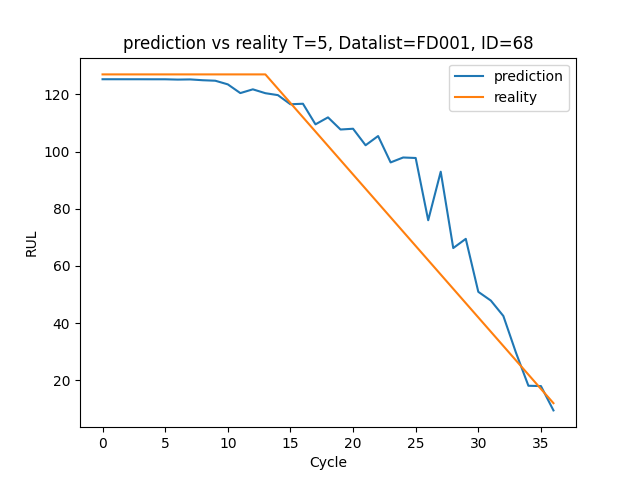 prediction vs reality T=5, Datalist=FD001, ID=68
prediction
reality
120
100
80
60
40
20
RUL
0 5 10 15 20 25 30 35
Cycle